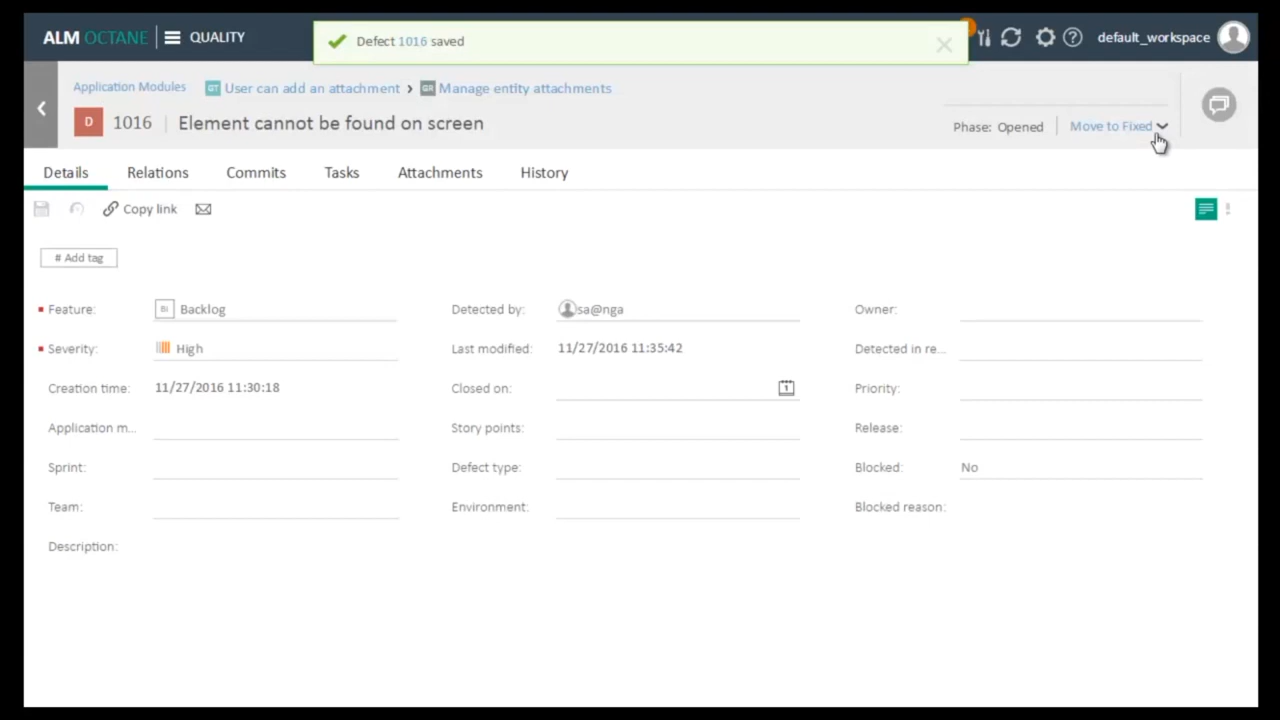 ALM OCTANE QUALITY
Defect 1016 saved
default_workspace
Application Modules GT User can add an attachment › GR Manage entity attachments
D 1016 Element cannot be found on screen
Phase: Opened Move to Fixed
Details Relations Commits Tasks Attachments History
Copy link
# Add tag
Feature: Backlog Detected by: sa@nga Owner:
Severity: High Last modified: 11/27/2016 11:35:42 Detected in re...
Creation time: 11/27/2016 11:30:18 Closed on: 1 Priority:
Application m... Story points: Release:
Sprint: Defect type: Blocked: No
Team: Environment: Blocked reason:
Description: